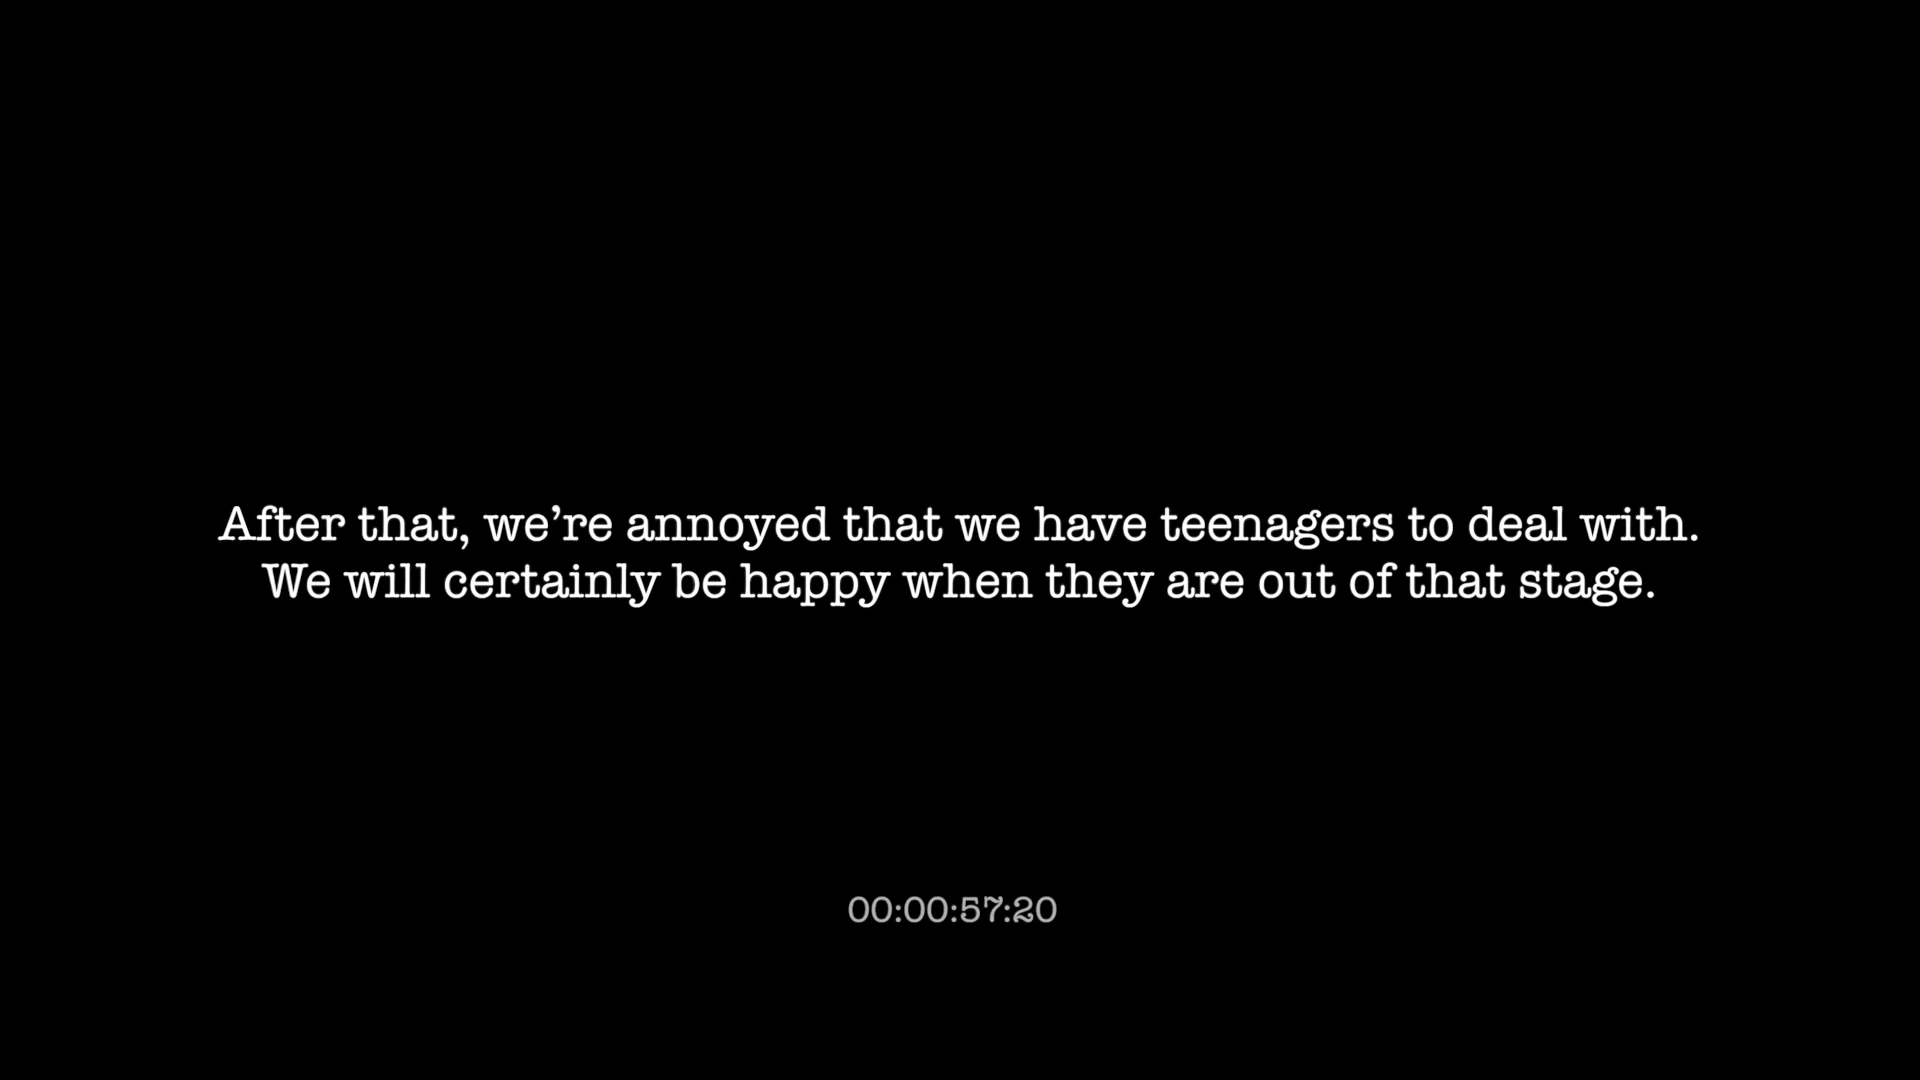 After that, we’re annoyed that we have teenagers to deal with.
We will certainly be happy when they are out of that stage.
00:00:57:20